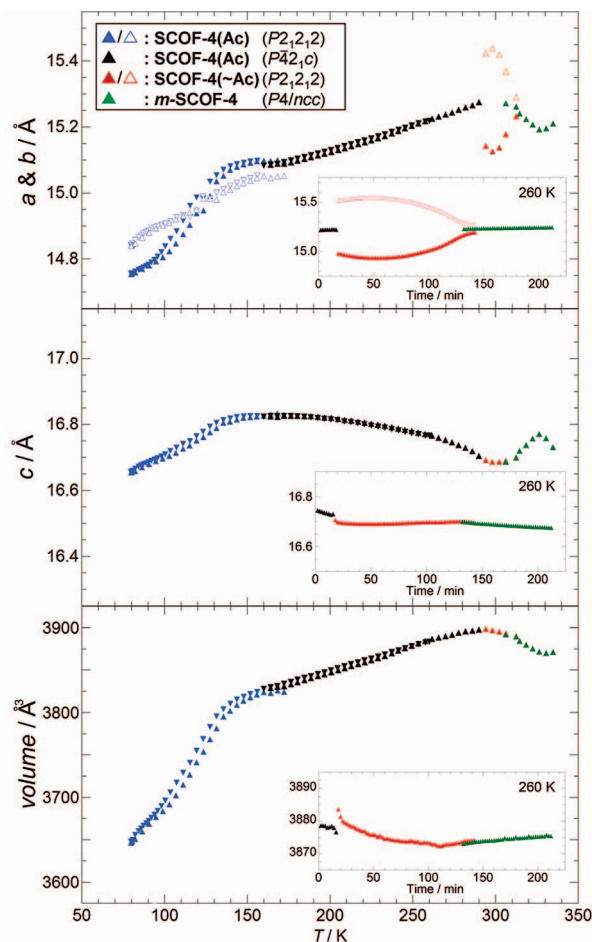 ▲/△ : SCOF-4(Ac) (P2₁2₁2)
▲ : SCOF-4(Ac) (P4̅2₁c)
▲/△ : SCOF-4(~Ac) (P2₁2₁2)
▲ : m-SCOF-4 (P4/ncc)
a & b / Å
15.4
15.2
15.0
14.8
260 K
15.5
15.0
0 50 100 150 200
Time / min
c / Å
17.0
16.8
16.6
16.4
260 K
16.8
16.6
0 50 100 150 200
Time / min
volume / Å³
3900
3800
3700
3600
260 K
3890
3880
3870
0 50 100 150 200
Time / min
50 100 150 200 250 300 350
T / K